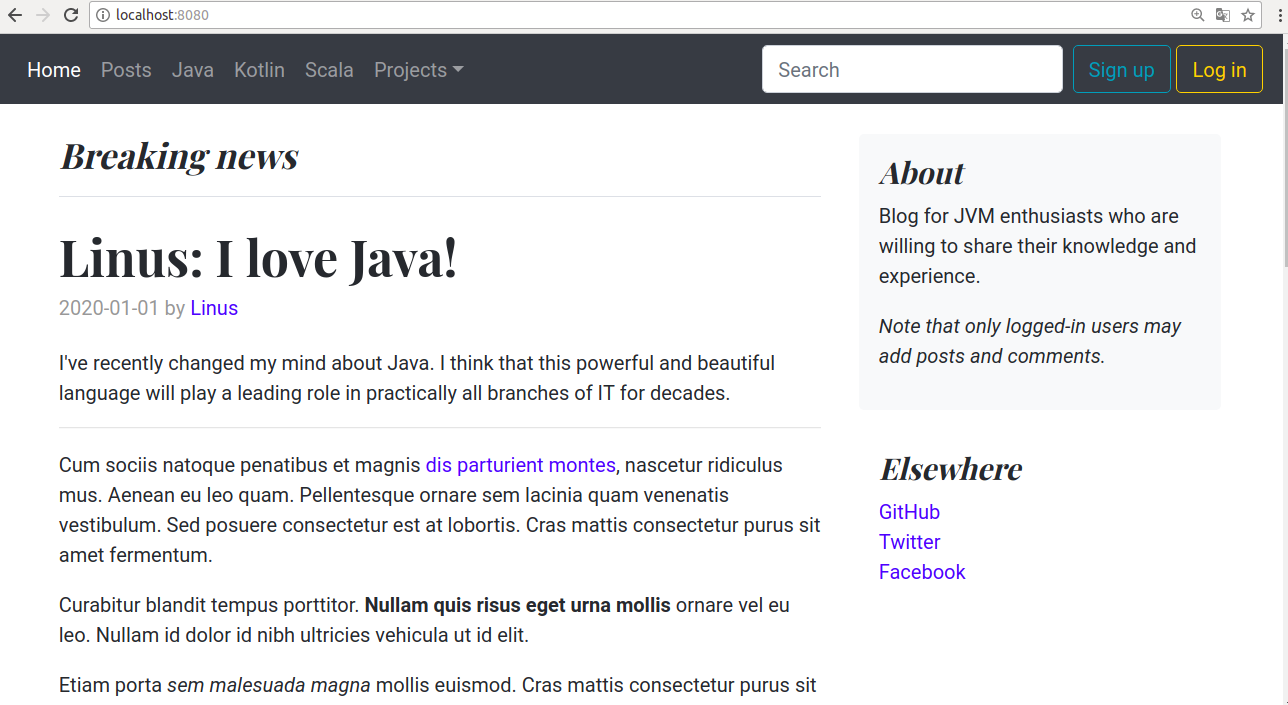 localhost:8080
Home Posts Java Kotlin Scala Projects Search Sign up Log in
Breaking news
Linus: I love Java!
2020-01-01 by Linus
I've recently changed my mind about Java. I think that this powerful and beautiful
language will play a leading role in practically all branches of IT for decades.
Cum sociis natoque penatibus et magnis dis parturient montes, nascetur ridiculus
mus. Aenean eu leo quam. Pellentesque ornare sem lacinia quam venenatis
vestibulum. Sed posuere consectetur est at lobortis. Cras mattis consectetur purus sit
amet fermentum.
Curabitur blandit tempus porttitor. Nullam quis risus eget urna mollis ornare vel eu
leo. Nullam id dolor id nibh ultricies vehicula ut id elit.
Etiam porta sem malesuada magna mollis euismod. Cras mattis consectetur purus sit
About
Blog for JVM enthusiasts who are
willing to share their knowledge and
experience.
Note that only logged-in users may
add posts and comments.
Elsewhere
GitHub
Twitter
Facebook